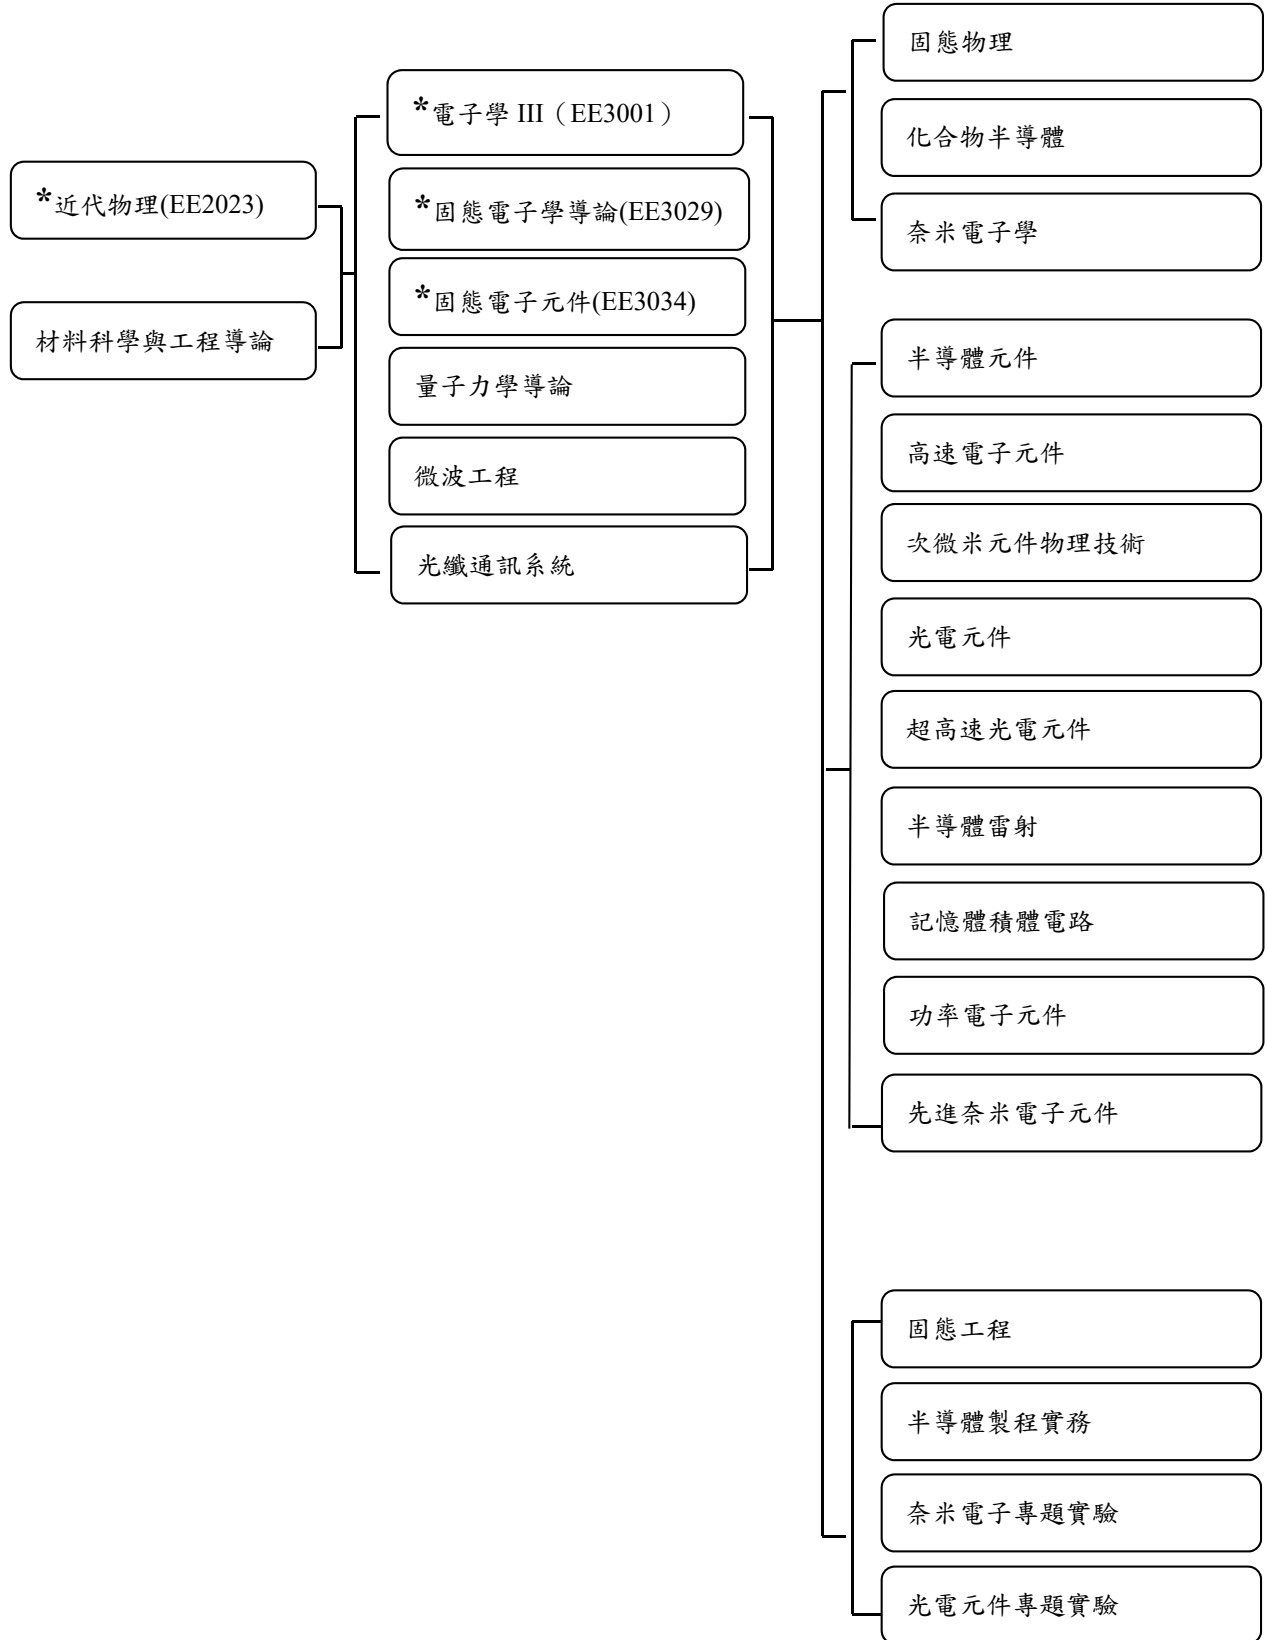 *近代物理(EE2023)
材料科學與工程導論
*電子學 III（EE3001）
*固態電子學導論(EE3029)
*固態電子元件(EE3034)
量子力學導論
微波工程
光纖通訊系統
固態物理
化合物半導體
奈米電子學
半導體元件
高速電子元件
次微米元件物理技術
光電元件
超高速光電元件
半導體雷射
記憶體積體電路
功率電子元件
先進奈米電子元件
固態工程
半導體製程實務
奈米電子專題實驗
光電元件專題實驗